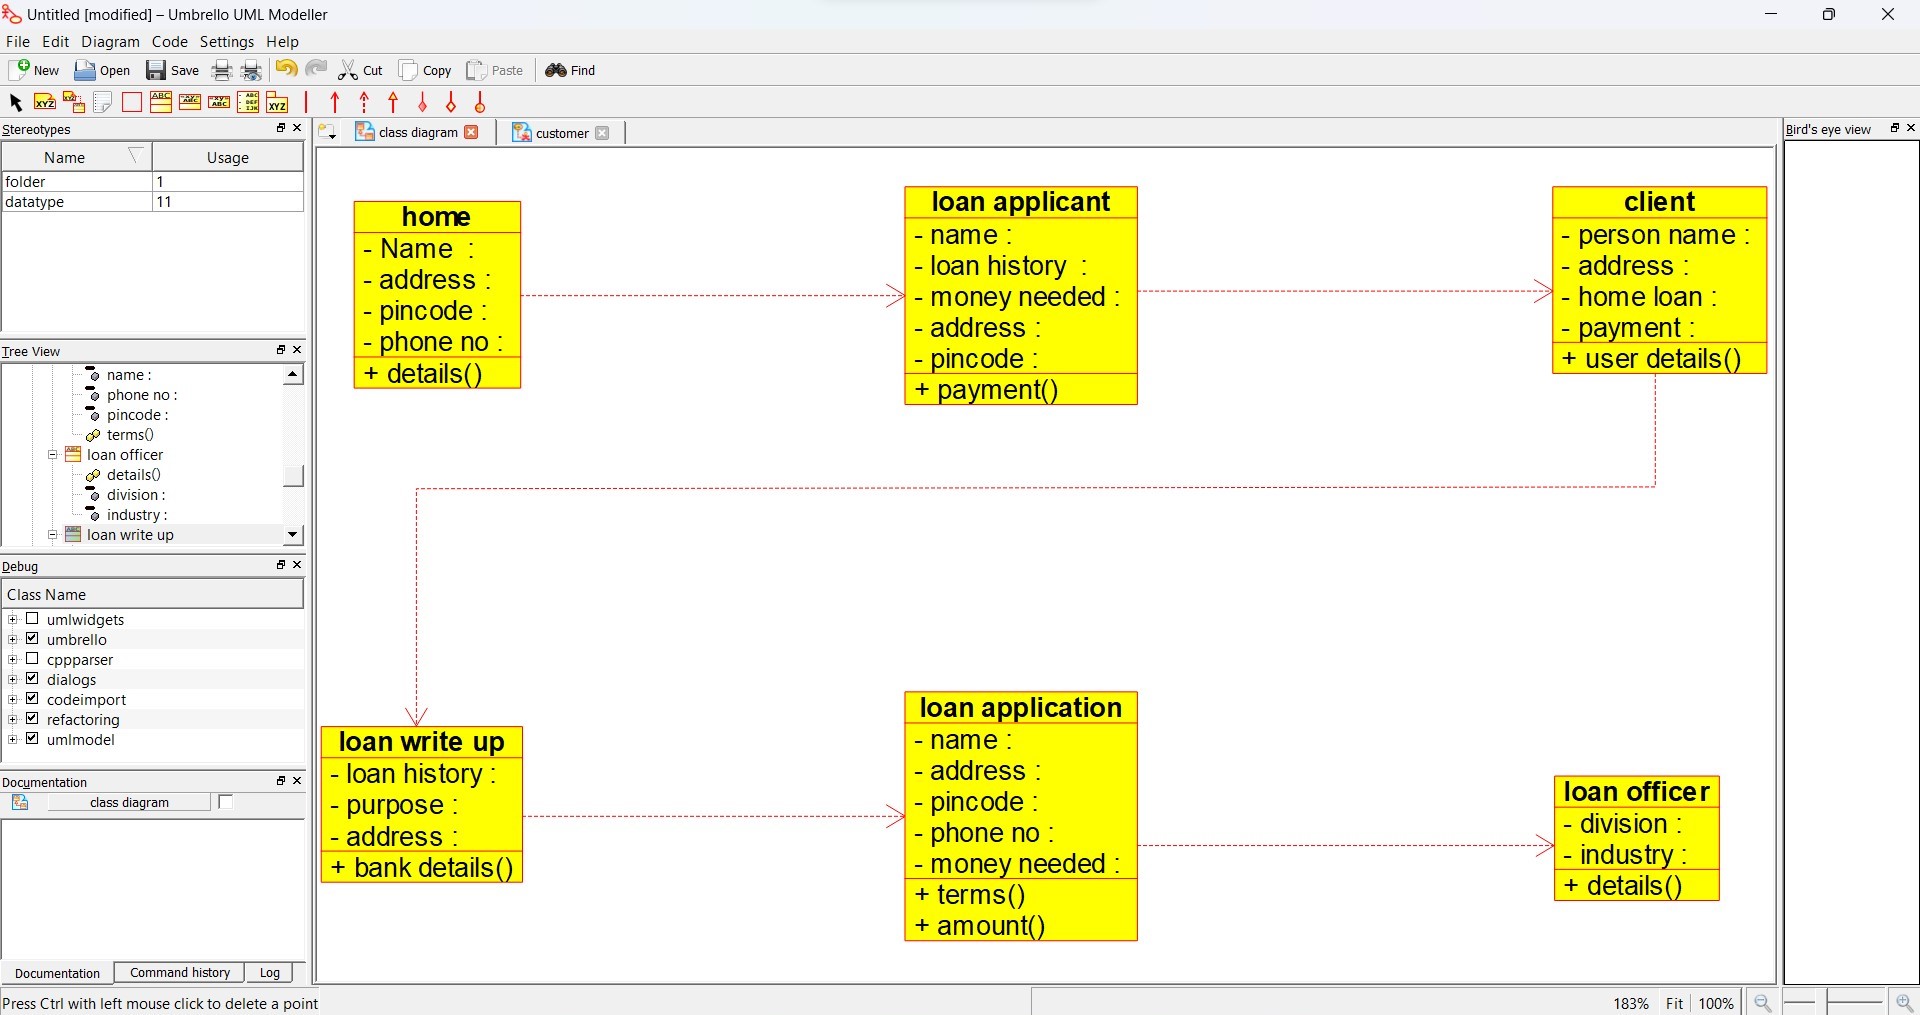 Untitled [modified] – Umbrello UML Modeller
File Edit Diagram Code Settings Help
New Open Save Cut Copy Paste Find
Stereotypes
Name Usage
folder 1
datatype 11
Tree View
name :
phone no :
pincode :
terms()
loan officer
details()
division :
industry :
loan write up
Debug
Class Name
umlwidgets
umbrello
cppparser
dialogs
codeimport
refactoring
umlmodel
Documentation
class diagram
Documentation Command history Log
Press Ctrl with left mouse click to delete a point
class diagram customer
home
- Name :
- address :
- pincode :
- phone no :
+ details()
loan applicant
- name :
- loan history :
- money needed :
- address :
- pincode :
+ payment()
client
- person name :
- address :
- home loan :
- payment :
+ user details()
loan write up
- loan history :
- purpose :
- address :
+ bank details()
loan application
- name :
- address :
- pincode :
- phone no :
- money needed :
+ terms()
+ amount()
loan officer
- division :
- industry :
+ details()
Bird's eye view
183% Fit 100%